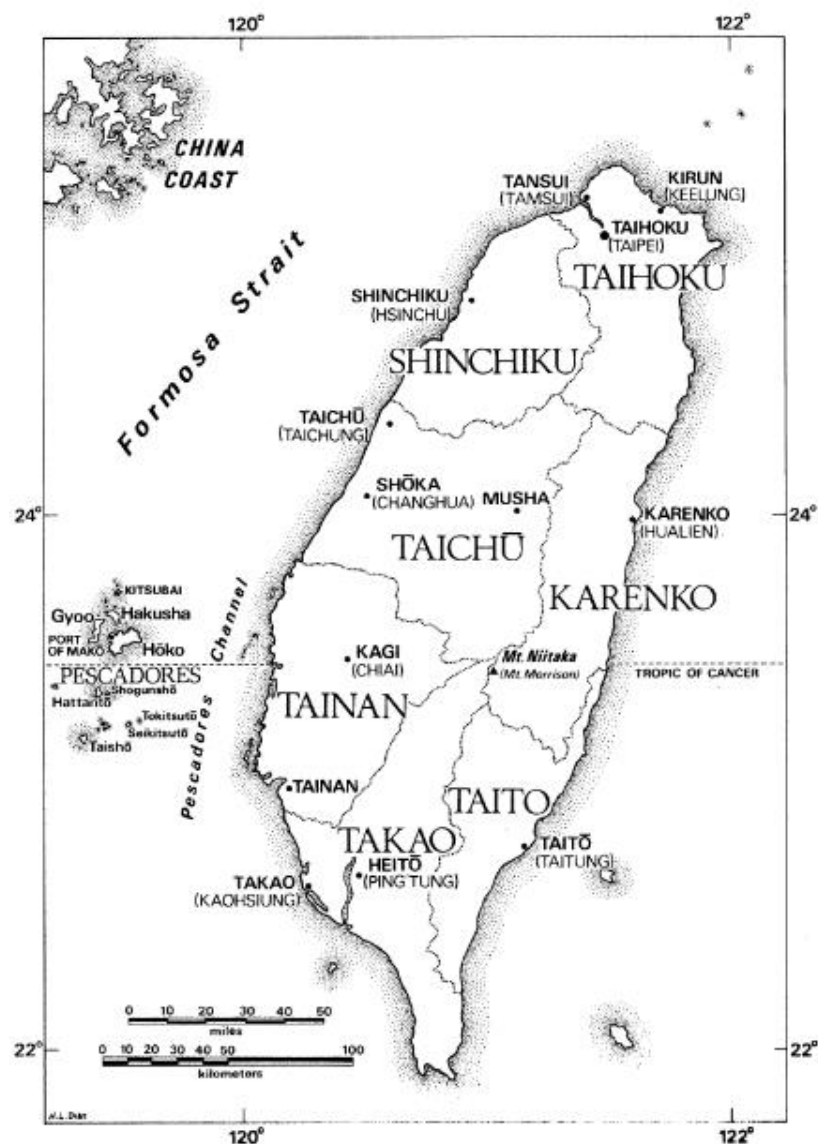 120°
122°
CHINA
COAST
TANSUI
(TAMSUI)
KIRUN
(KEELUNG)
TAIHOKU
(TAIPEI)
TAIHOKU
Formosa Strait
SHINCHIKU
(HSINCHU)
SHINCHIKU
TAICHŪ
(TAICHUNG)
SHŌKA
(CHANGHUA)
MUSHA
24°
24°
KARENKO
(HUALIEN)
TAICHŪ
KARENKO
KITSUBAI
Gyoo
Hakusha
PORT
OF MAKŌ
Hōko
Pescadores Channel
KAGI
(CHIAI)
Mt. Niitaka
(Mt. Morrison)
TROPIC OF CANCER
PESCADORES
Shogunshō
Hattantō
TAINAN
Tokitsutō
Seikitsutō
Taishō
TAINAN
TAITO
TAKAO
TAITŌ
(TAITUNG)
HEITŌ
(PING TUNG)
TAKAO
(KAOHSIUNG)
0 10 20 30 40 50
miles
0 10 20 30 40 50 100
kilometers
22°
22°
120°
122°